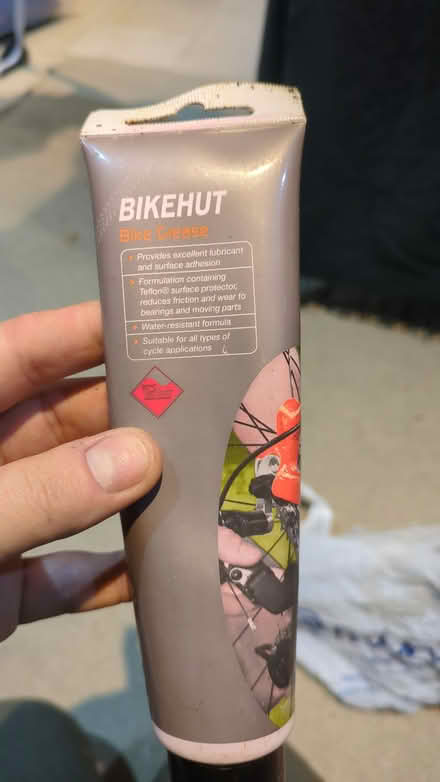 BIKEHUT
Bike Grease
Provides excellent lubricant
and surface adhesion
Formulation containing
Teflon® surface protector,
reduces friction and wear to
bearings and moving parts
Water-resistant formula
Suitable for all types of
cycle applications